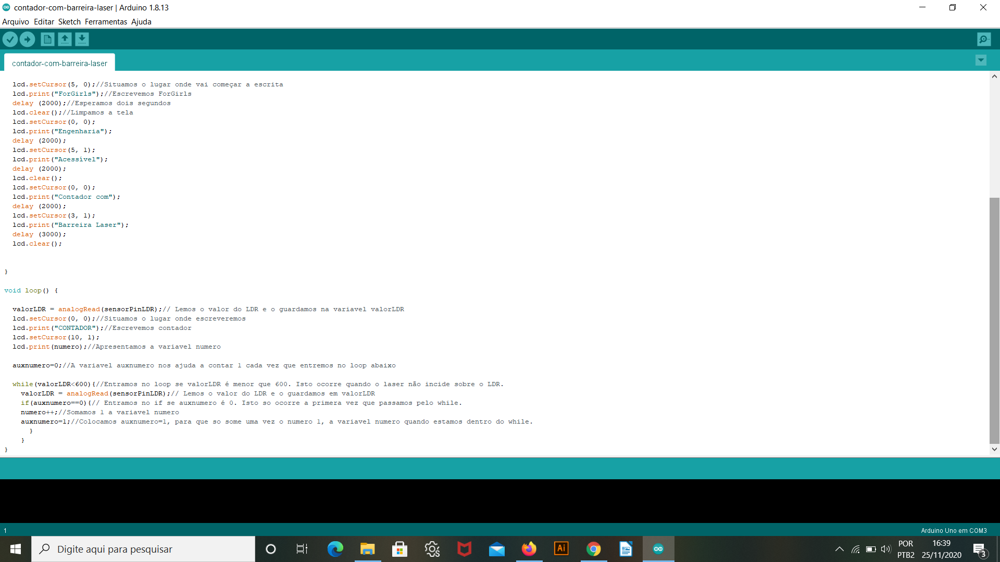 contador-com-barreira-laser | Arduino 1.8.13
Arquivo Editar Sketch Ferramentas Ajuda
contador-com-barreira-laser
lcd.setCursor(5, 0);//Situamos o lugar onde vai começar a escrita
lcd.print("ForGirls");//Escrevemos ForGirls
delay (2000);//Esperamos dois segundos
lcd.clear();//Limpamos a tela
lcd.setCursor(0, 0);
lcd.print("Engenharia");
delay (2000);
lcd.setCursor(5, 1);
lcd.print("Acessível");
delay (2000);
lcd.clear();
lcd.setCursor(0, 0);
lcd.print("Contador com");
delay (2000);
lcd.setCursor(3, 1);
lcd.print("Barreira Laser");
delay (3000);
lcd.clear();
}
void loop() {
valorLDR = analogRead(sensorPinLDR);// Lemos o valor do LDR e o guardamos na variavel valorLDR
lcd.setCursor(0, 0);//Situamos o lugar onde escreveremos
lcd.print("CONTADOR");//Escrevemos contador
lcd.setCursor(10, 1);
lcd.print(numero);//Apresentamos a variavel numero
auxnumero=0;//A variavel auxnumero nos ajuda a contar 1 cada vez que entremos no loop abaixo
while(valorLDR<600){//Entramos no loop se valorLDR é menor que 600. Isto ocorre quando o laser não incide sobre o LDR.
valorLDR = analogRead(sensorPinLDR);// Lemos o valor do LDR e o guardamos em valorLDR
if(auxnumero==0){// Entramos no if se auxnumero é 0. Isto so ocorre a primera vez que passamos pelo while.
numero++;//Somamos 1 a variavel numero
auxnumero=1;//Colocamos auxnumero=1, para que so some uma vez o numero 1, a variavel numero quando estamos dentro do while.
}
}
}
1
Arduino Uno em COM3
Digite aqui para pesquisar
Ai
POR
PTB2
16:39
25/11/2020
3